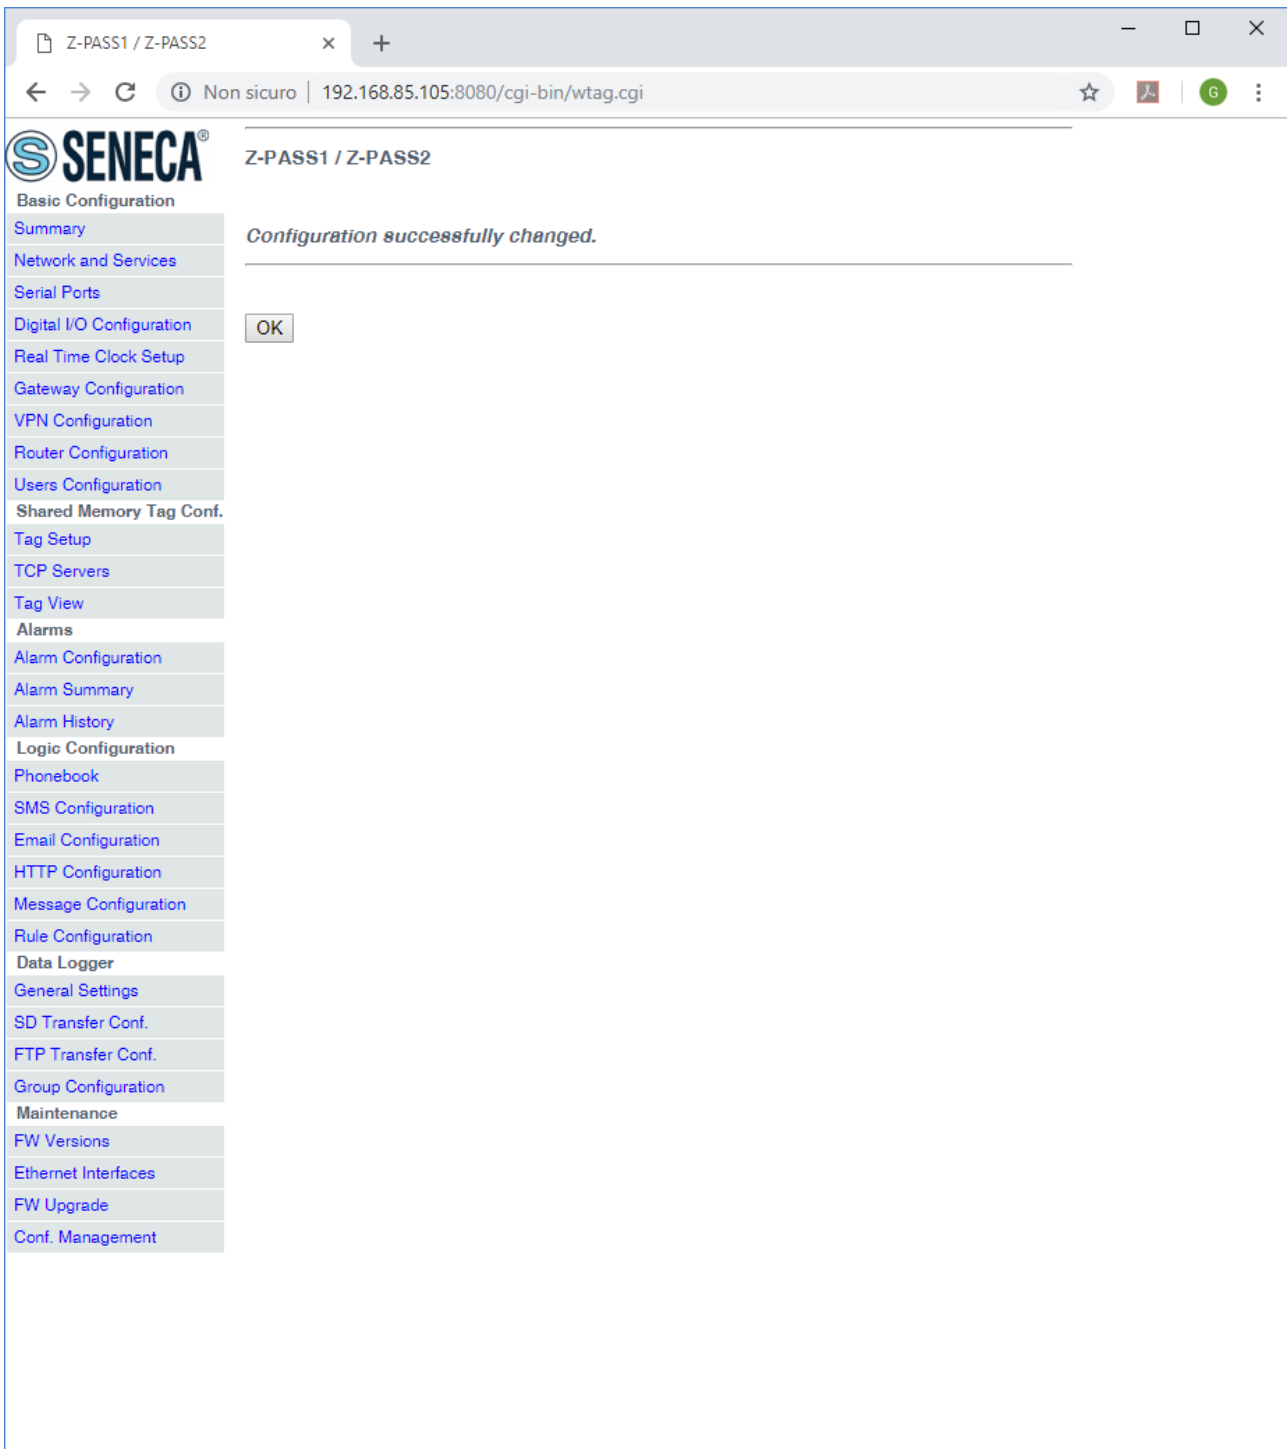 Z-PASS1 / Z-PASS2
Non sicuro | 192.168.85.105:8080/cgi-bin/wtag.cgi
G
S SENECA®
Z-PASS1 / Z-PASS2
Configuration successfully changed.
OK
Basic Configuration
Summary
Network and Services
Serial Ports
Digital I/O Configuration
Real Time Clock Setup
Gateway Configuration
VPN Configuration
Router Configuration
Users Configuration
Shared Memory Tag Conf.
Tag Setup
TCP Servers
Tag View
Alarms
Alarm Configuration
Alarm Summary
Alarm History
Logic Configuration
Phonebook
SMS Configuration
Email Configuration
HTTP Configuration
Message Configuration
Rule Configuration
Data Logger
General Settings
SD Transfer Conf.
FTP Transfer Conf.
Group Configuration
Maintenance
FW Versions
Ethernet Interfaces
FW Upgrade
Conf. Management